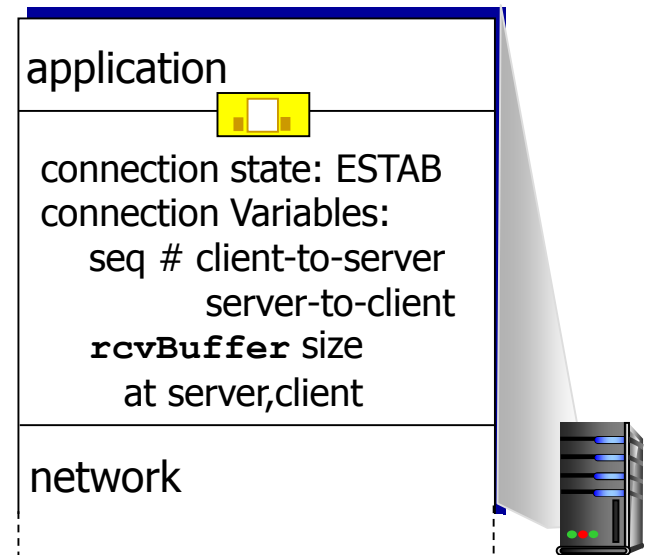 application
connection state: ESTAB
connection Variables:
seq # client-to-server
server-to-client
rcvBuffer size
at server,client
network